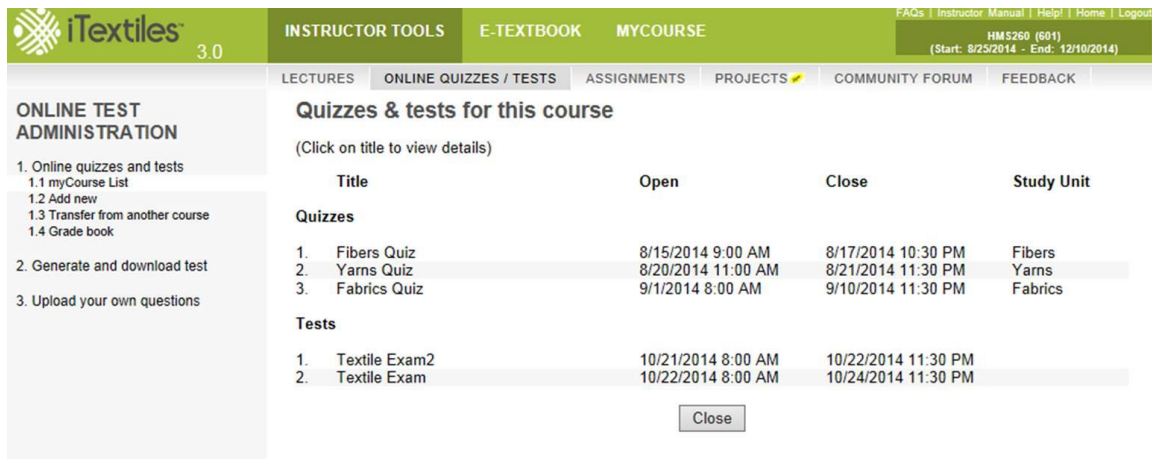 FAQs | Instructor Manual | Help! | Home | Logout
iTextiles 3.0
INSTRUCTOR TOOLS E-TEXTBOOK MYCOURSE
HMS260 (601)
(Start: 8/25/2014 - End: 12/10/2014)
LECTURES ONLINE QUIZZES / TESTS ASSIGNMENTS PROJECTS COMMUNITY FORUM FEEDBACK
ONLINE TEST
ADMINISTRATION
1. Online quizzes and tests
1.1 myCourse List
1.2 Add new
1.3 Transfer from another course
1.4 Grade book
2. Generate and download test
3. Upload your own questions
Quizzes & tests for this course
(Click on title to view details)
Title Open Close Study Unit
Quizzes
1. Fibers Quiz 8/15/2014 9:00 AM 8/17/2014 10:30 PM Fibers
2. Yarns Quiz 8/20/2014 11:00 AM 8/21/2014 11:30 PM Yarns
3. Fabrics Quiz 9/1/2014 8:00 AM 9/10/2014 11:30 PM Fabrics
Tests
1. Textile Exam2 10/21/2014 8:00 AM 10/22/2014 11:30 PM
2. Textile Exam 10/22/2014 8:00 AM 10/24/2014 11:30 PM
Close